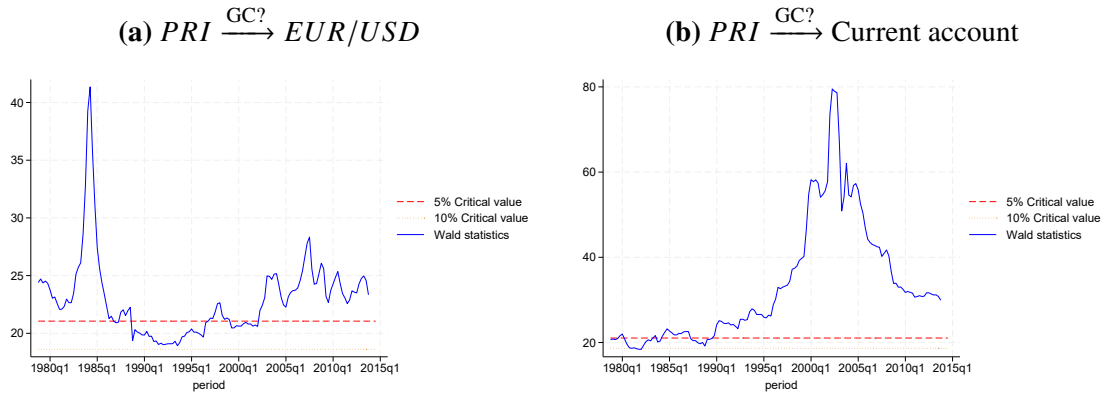 (a) PRI GC? ⟶ EUR/USD
40
35
30
25
20
1980q1 1985q1 1990q1 1995q1 2000q1 2005q1 2010q1 2015q1
period
5% Critical value
10% Critical value
Wald statistics
(b) PRI GC? ⟶ Current account
80
60
40
20
1980q1 1985q1 1990q1 1995q1 2000q1 2005q1 2010q1 2015q1
period
5% Critical value
10% Critical value
Wald statistics